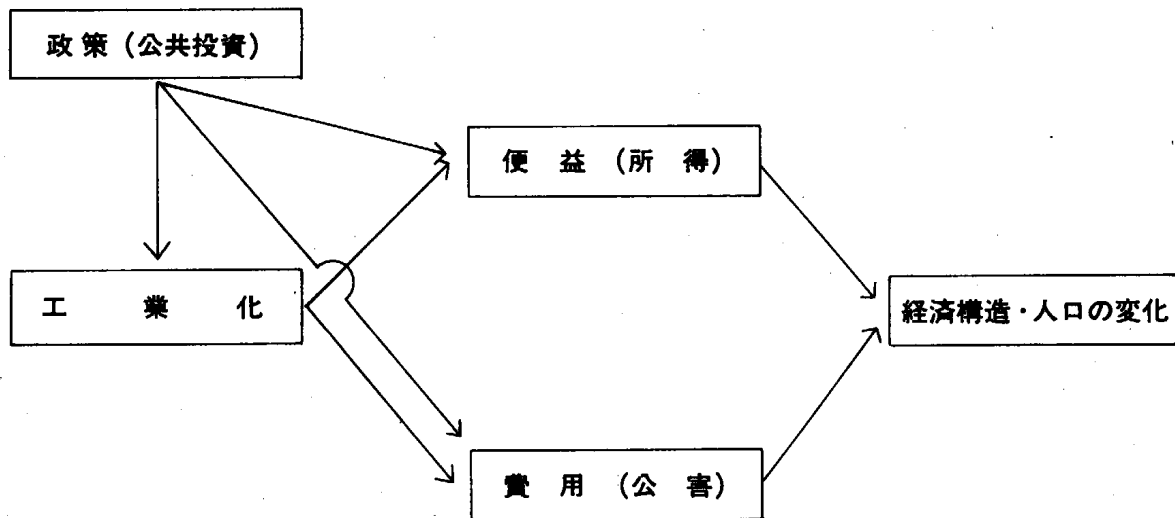 政策（公共投資）
便益（所得）
工業化
経済構造・人口の変化
費用（公害）